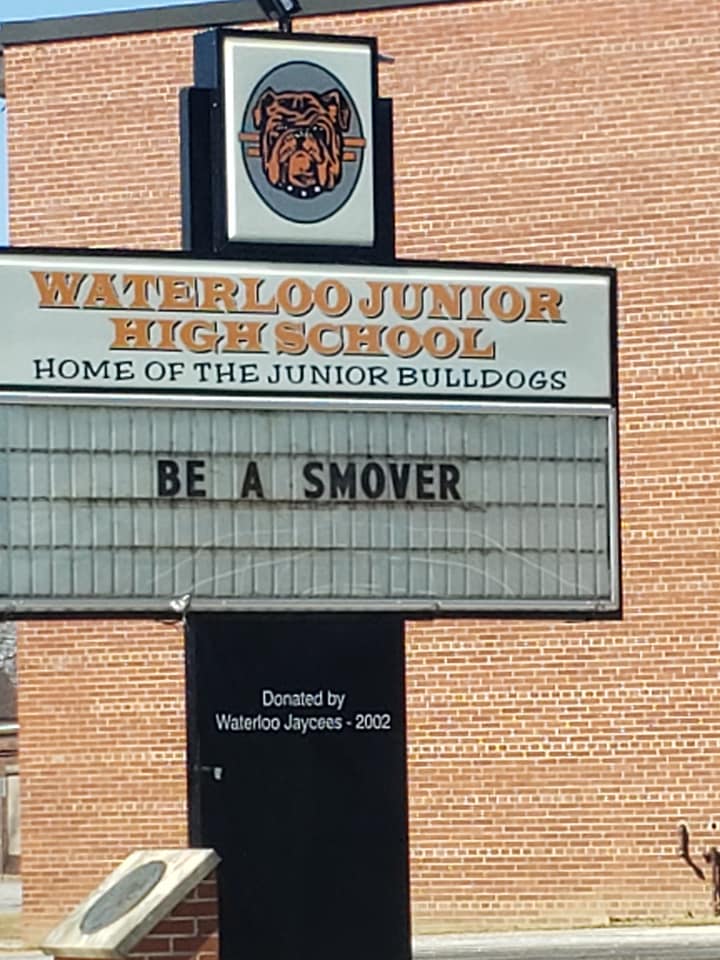 WATERLOO JUNIOR
HIGH SCHOOL
HOME OF THE JUNIOR BULLDOGS
BE A SMOVER
Donated by
Waterloo Jaycees - 2002